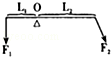 L₁ O L₂
F₁ F₂